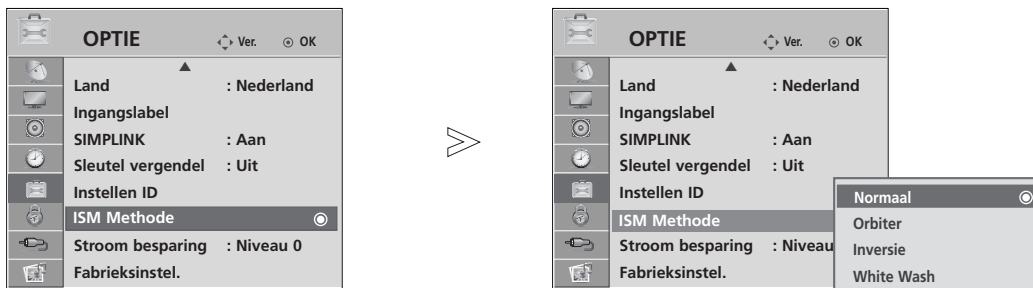 OPTIE Ver. OK
Land : Nederland
Ingangslabel
SIMPLINK : Aan
Sleutel vergendel : Uit
Instellen ID
ISM Methode
Stroom besparing : Niveau 0
Fabrieksinstel.
OPTIE Ver. OK
Land : Nederland
Ingangslabel
SIMPLINK : Aan
Sleutel vergendel : Uit
Instellen ID
ISM Methode
Stroom besparing : Niveau
Fabrieksinstel.
Normaal
Orbiter
Inversie
White Wash